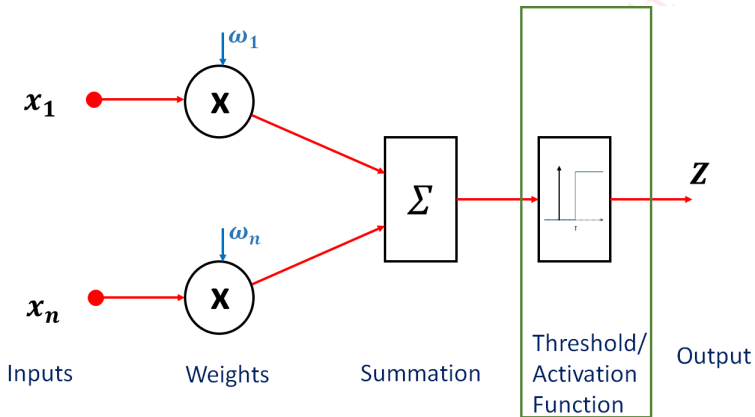 ω₁
x₁
X
Σ
Z
T
ωₙ
xₙ
X
Inputs
Weights
Summation
Threshold/
Activation
Function
Output